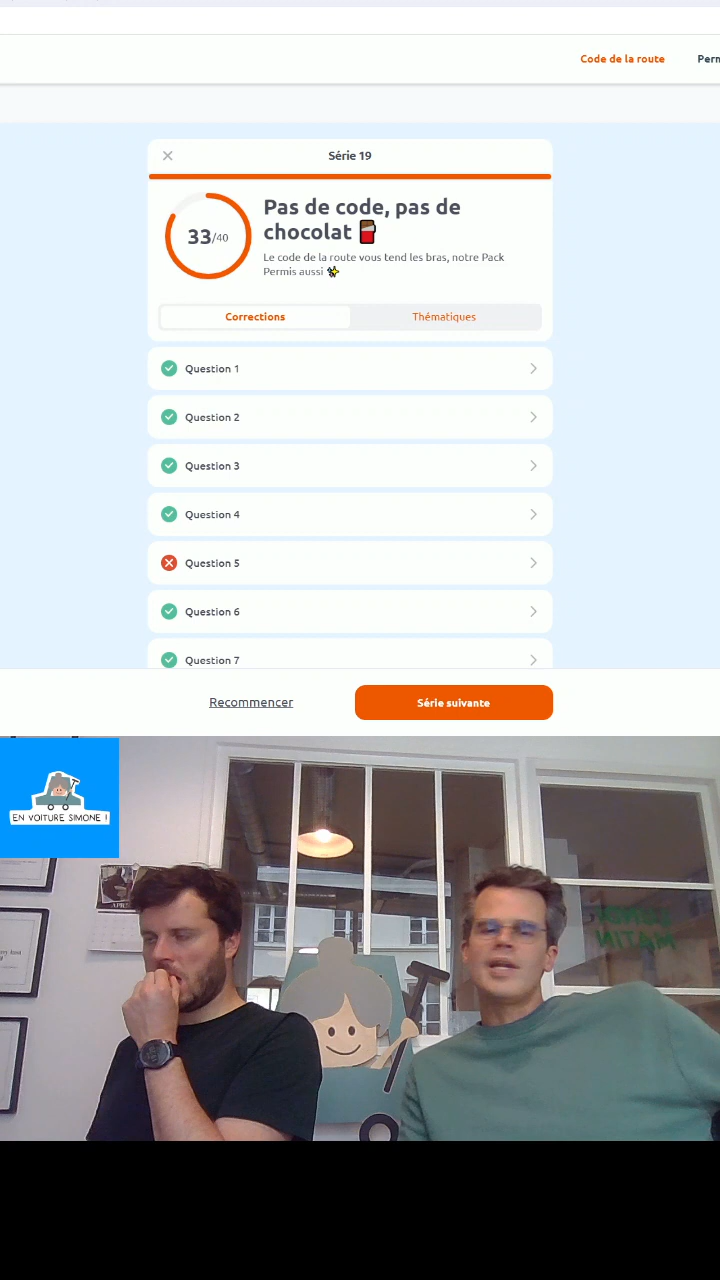 Code de la route
Série 19
33/40
Pas de code, pas de
chocolat
Le code de la route vous tend les bras, notre Pack
Permis aussi
Corrections
Thématiques
Question 1
Question 2
Question 3
Question 4
Question 5
Question 6
Question 7
Recommencer
Série suivante
EN VOITURE SIMONE !
MATIN